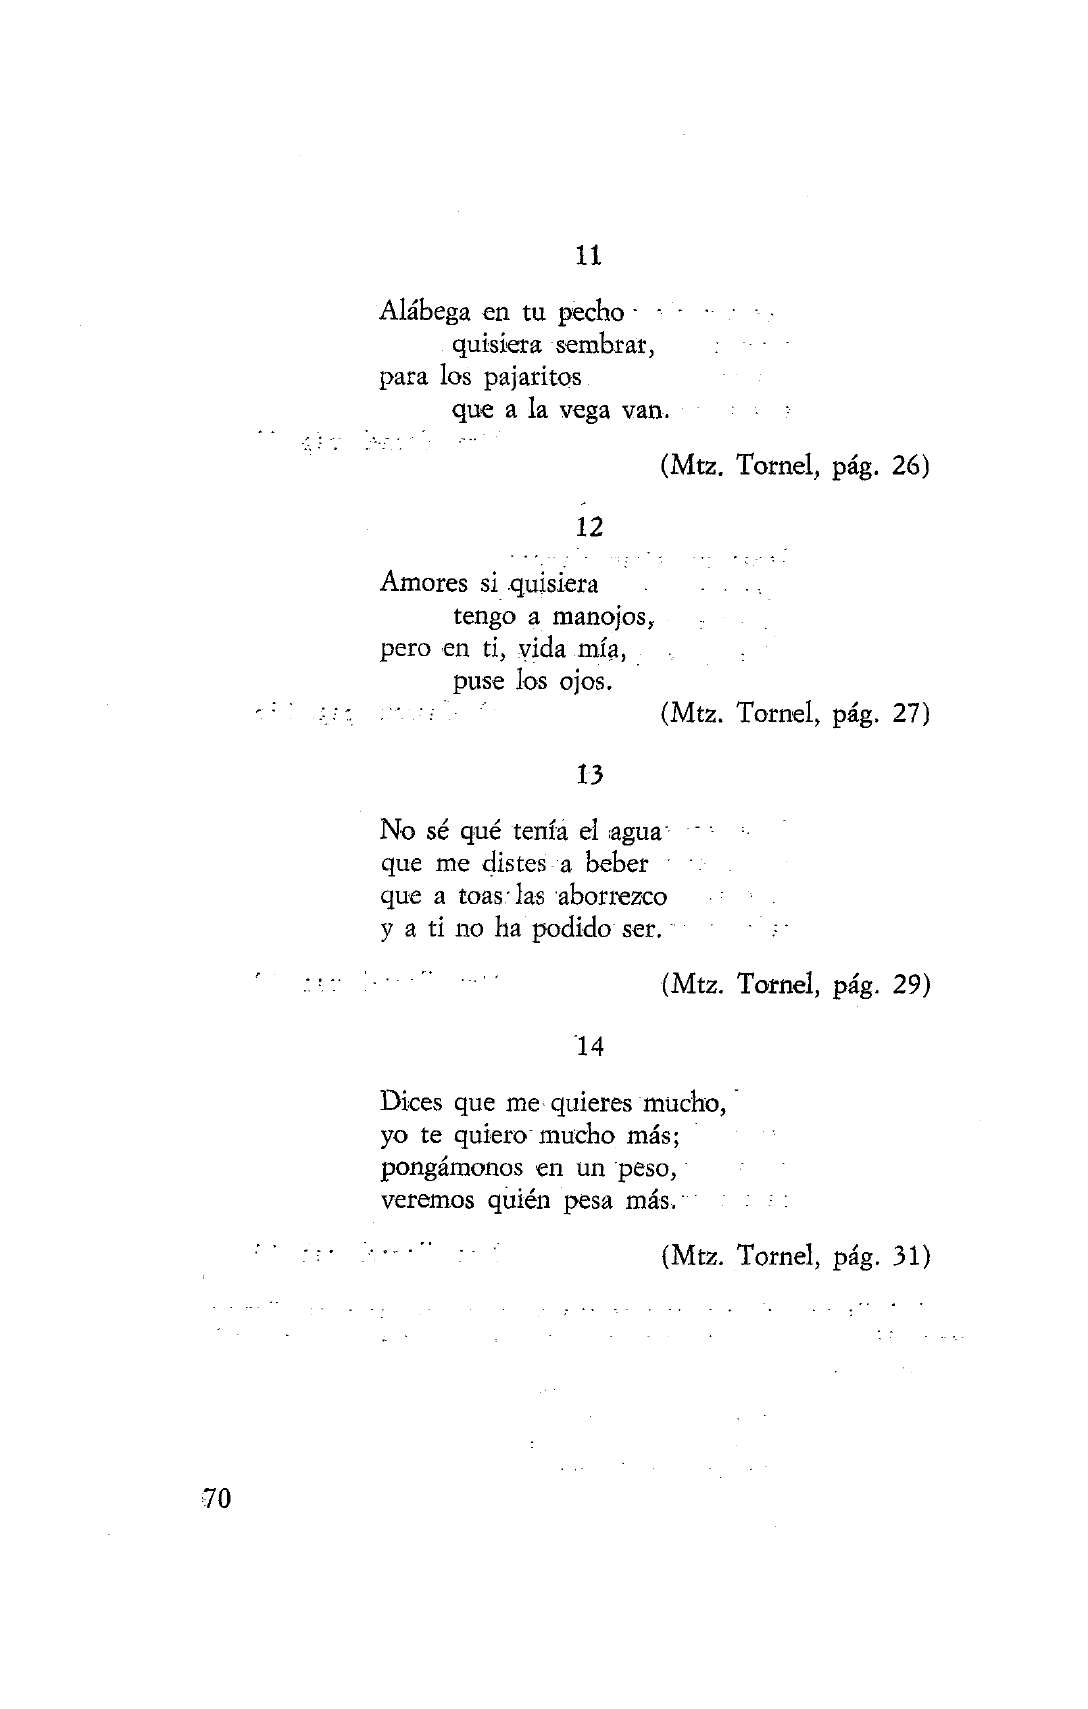 11
Alábega en tu pecho
quisiera sembrar,
para los pajaritos
que a la vega van.
(Mtz. Tornel, pág. 26)
12
Amores si quisiera
tengo a manojos,
pero en ti, vida mía,
puse los ojos.
(Mtz. Tornel, pág. 27)
13
No sé qué tenía el agua
que me distes a beber
que a toas las aborrezco
y a ti no ha podido ser.
(Mtz. Tornel, pág. 29)
14
Dices que me quieres mucho,
yo te quiero mucho más;
pongámonos en un peso,
veremos quién pesa más.
(Mtz. Tornel, pág. 31)
70